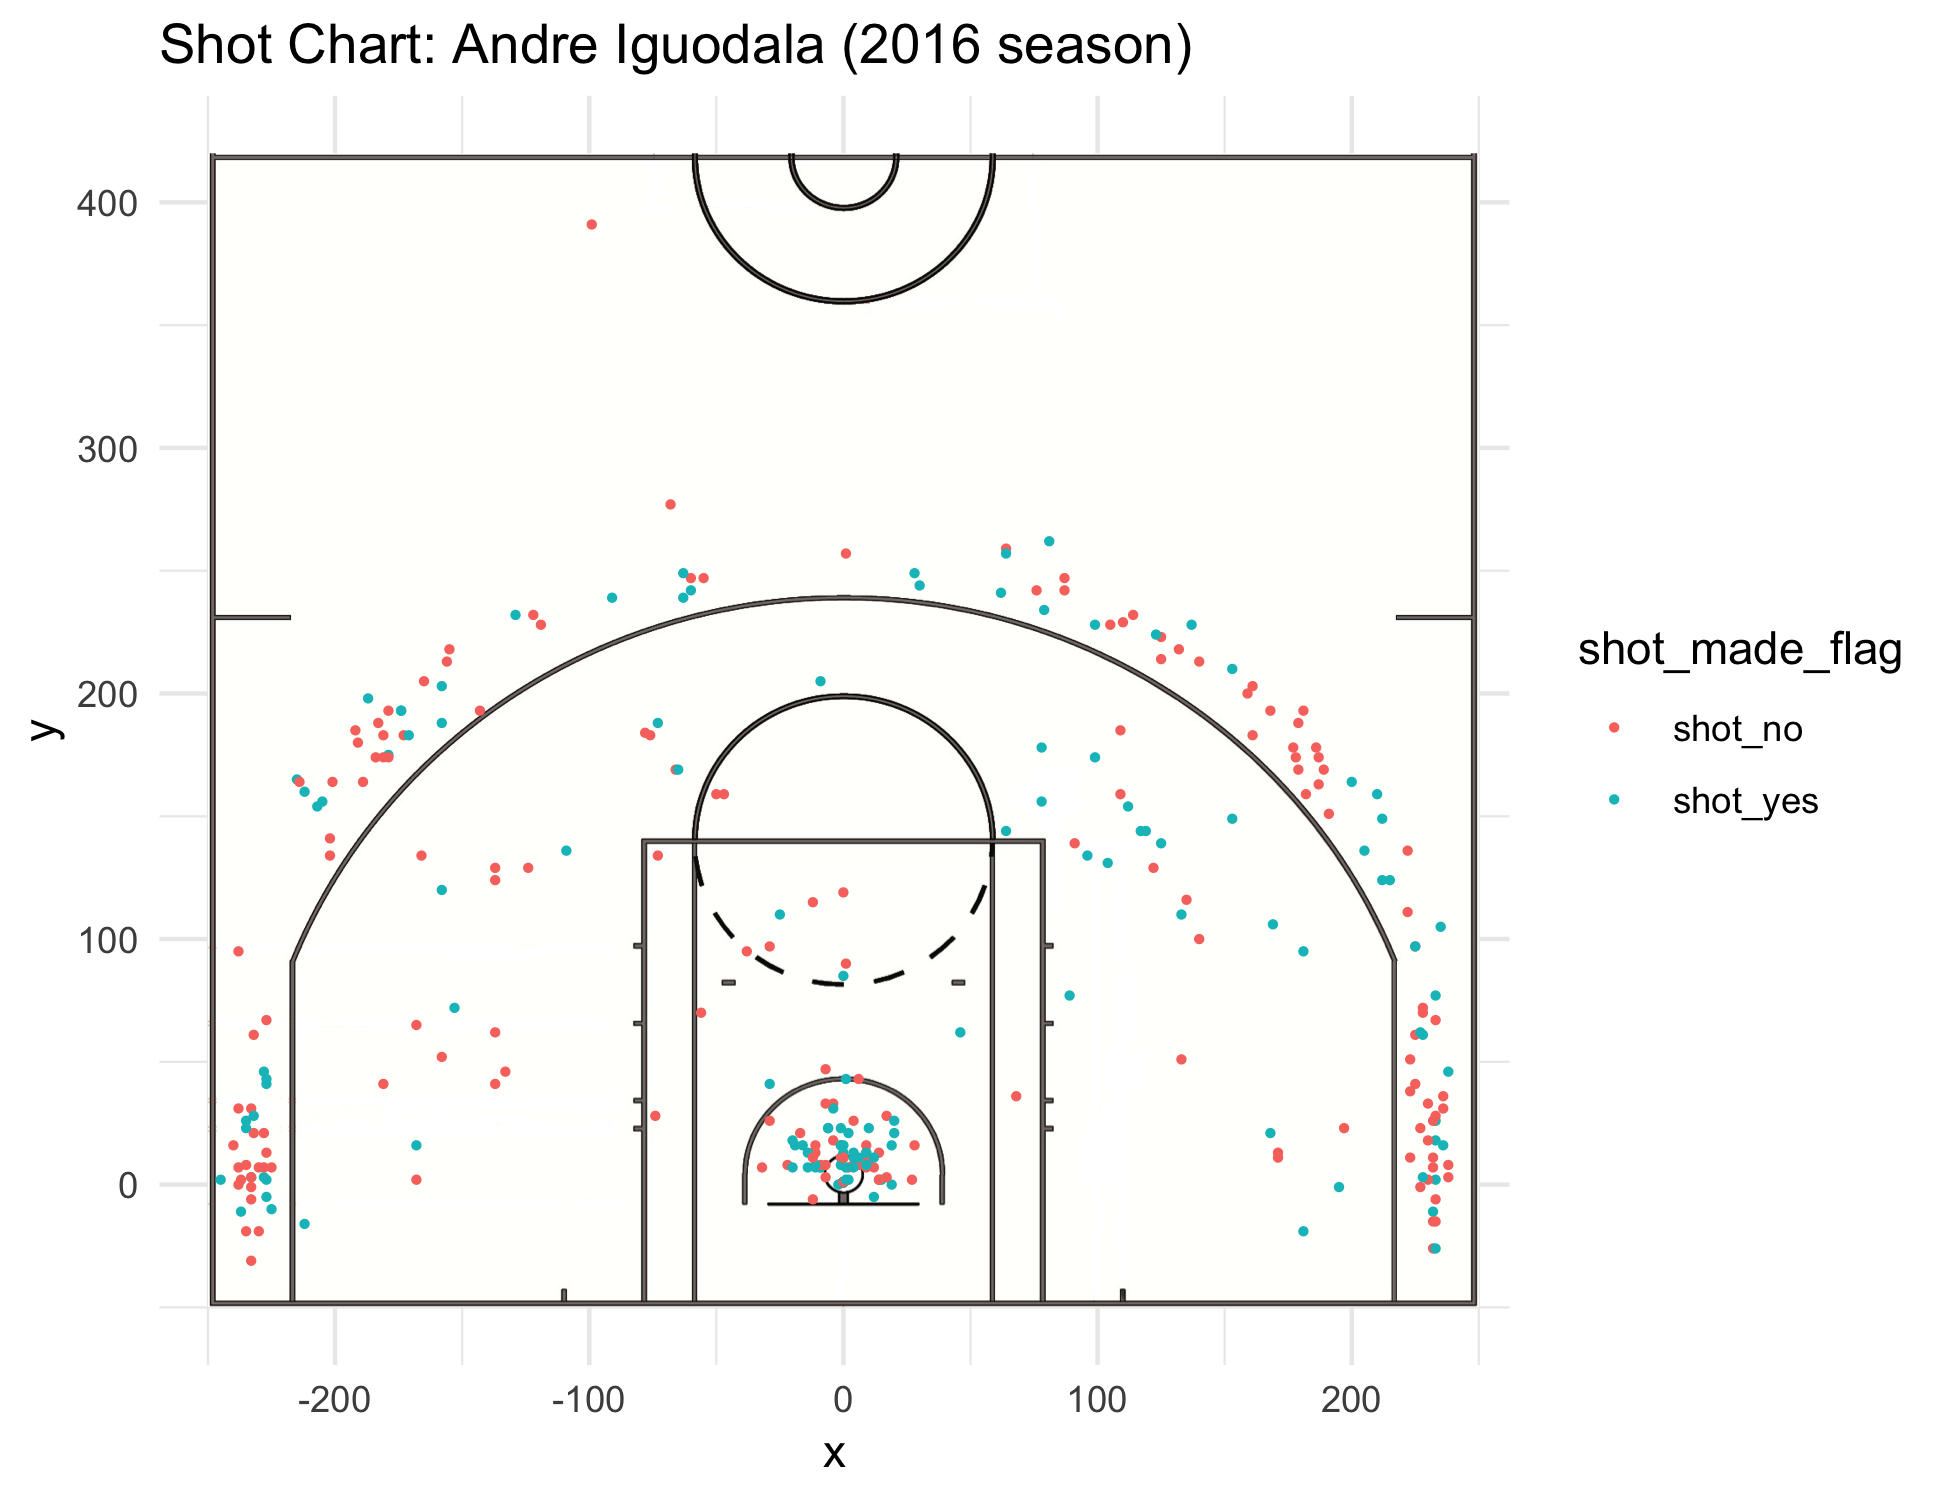 Shot Chart: Andre Iguodala (2016 season)
400
300
200
100
0
y
-200 -100 0 100 200
x
shot_made_flag
shot_no
shot_yes